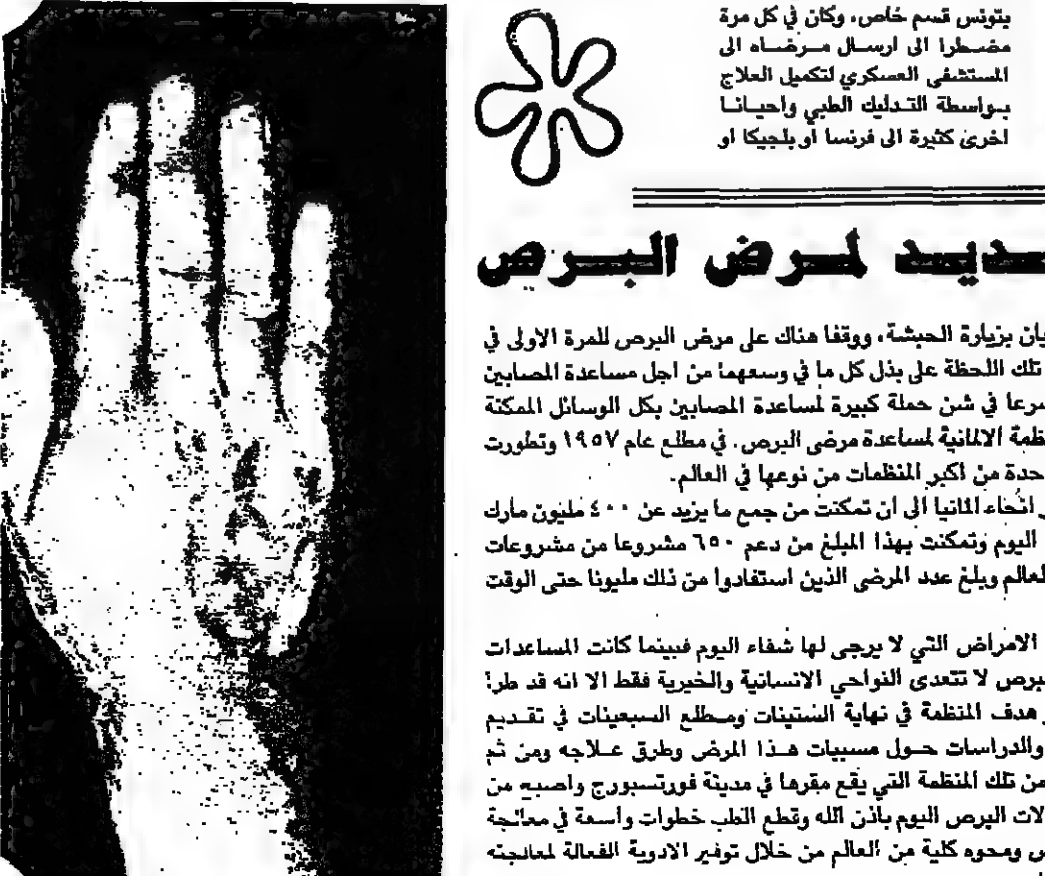 بتونس قسم خاص، وكان في كل مرة
مضطرا الى ارسال مرضاه الى
المستشفى العسكري لتكميل العلاج
بواسطة التدليك الطبي واحيانا
اخرى كثيرة الى فرنسا او بلجيكا او
ـديد لمرض البرص
يان بزيارة الحبشة، ووقفا هناك على مرض البرص للمرة الاولى في
تلك اللحظة على بذل كل ما في وسعهما من اجل مساعدة المصابين
سرعا في شن حملة كبيرة لمساعدة المصابين بكل الوسائل الممكنة
ظمة الالمانية لمساعدة مرضى البرص. في مطلع عام ١٩٥٧ وتطورت
حدة من اكبر المنظمات من نوعها في العالم.
انحاء المانيا الى ان تمكنت من جمع ما يزيد عن ٤٠٠ مليون مارك
اليوم وتمكنت بهذا المبلغ من دعم ٦٥٠ مشروعا من مشروعات
لعالم وبلغ عدد المرضى الذين استفادوا من ذلك مليونا حتى الوقت
الامراض التي لا يرجى لها شفاء اليوم فبينما كانت المساعدات
برص لا تتعدى النواحي الانسانية والخيرية فقط الا انه قد طرأ
هدف المنظمة في نهاية الستينات ومطلع السبعينات في تقديم
والدراسات حول مسببات هذا المرض وطرق علاجه ومن ثم
من تلك المنظمة التي يقع مقرها في مدينة فورتسبورج واصبح من
لات البرص اليوم باذن الله وقطع الطب خطوات واسعة في معالجة
ومحوه كلية من العالم من خلال توفير الادوية الفعالة لمعالجته